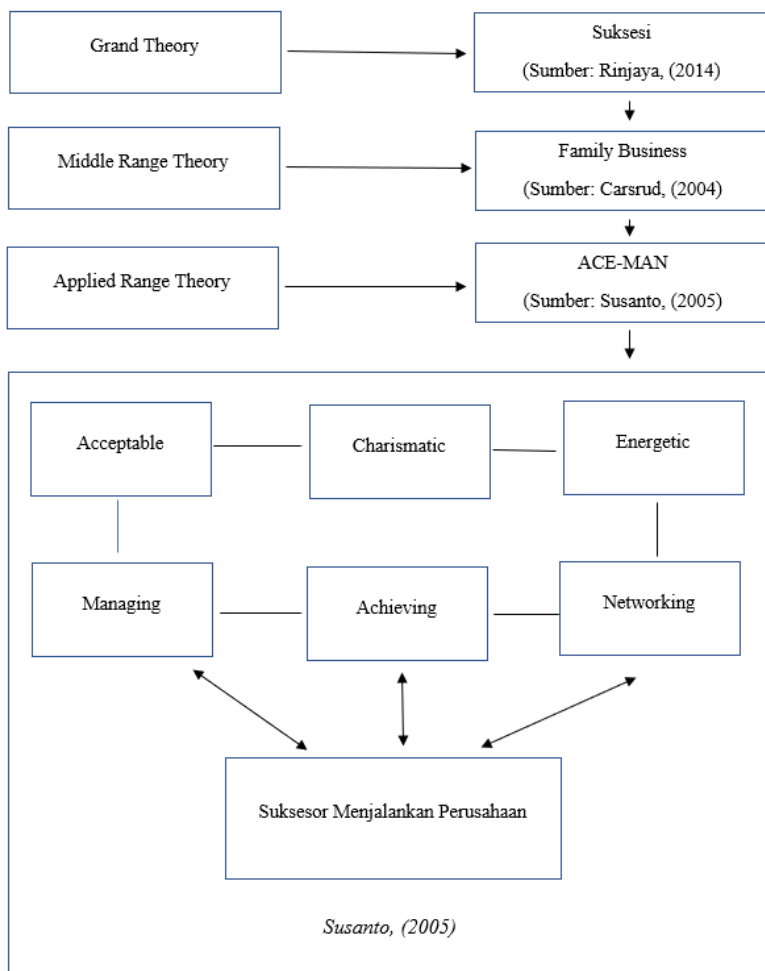 Grand Theory
Suksesi
(Sumber: Rinjaya, (2014)
Middle Range Theory
Family Business
(Sumber: Carsrud, (2004)
Applied Range Theory
ACE-MAN
(Sumber: Susanto, (2005)
Acceptable
Charismatic
Energetic
Managing
Achieving
Networking
Suksesor Menjalankan Perusahaan
Susanto, (2005)